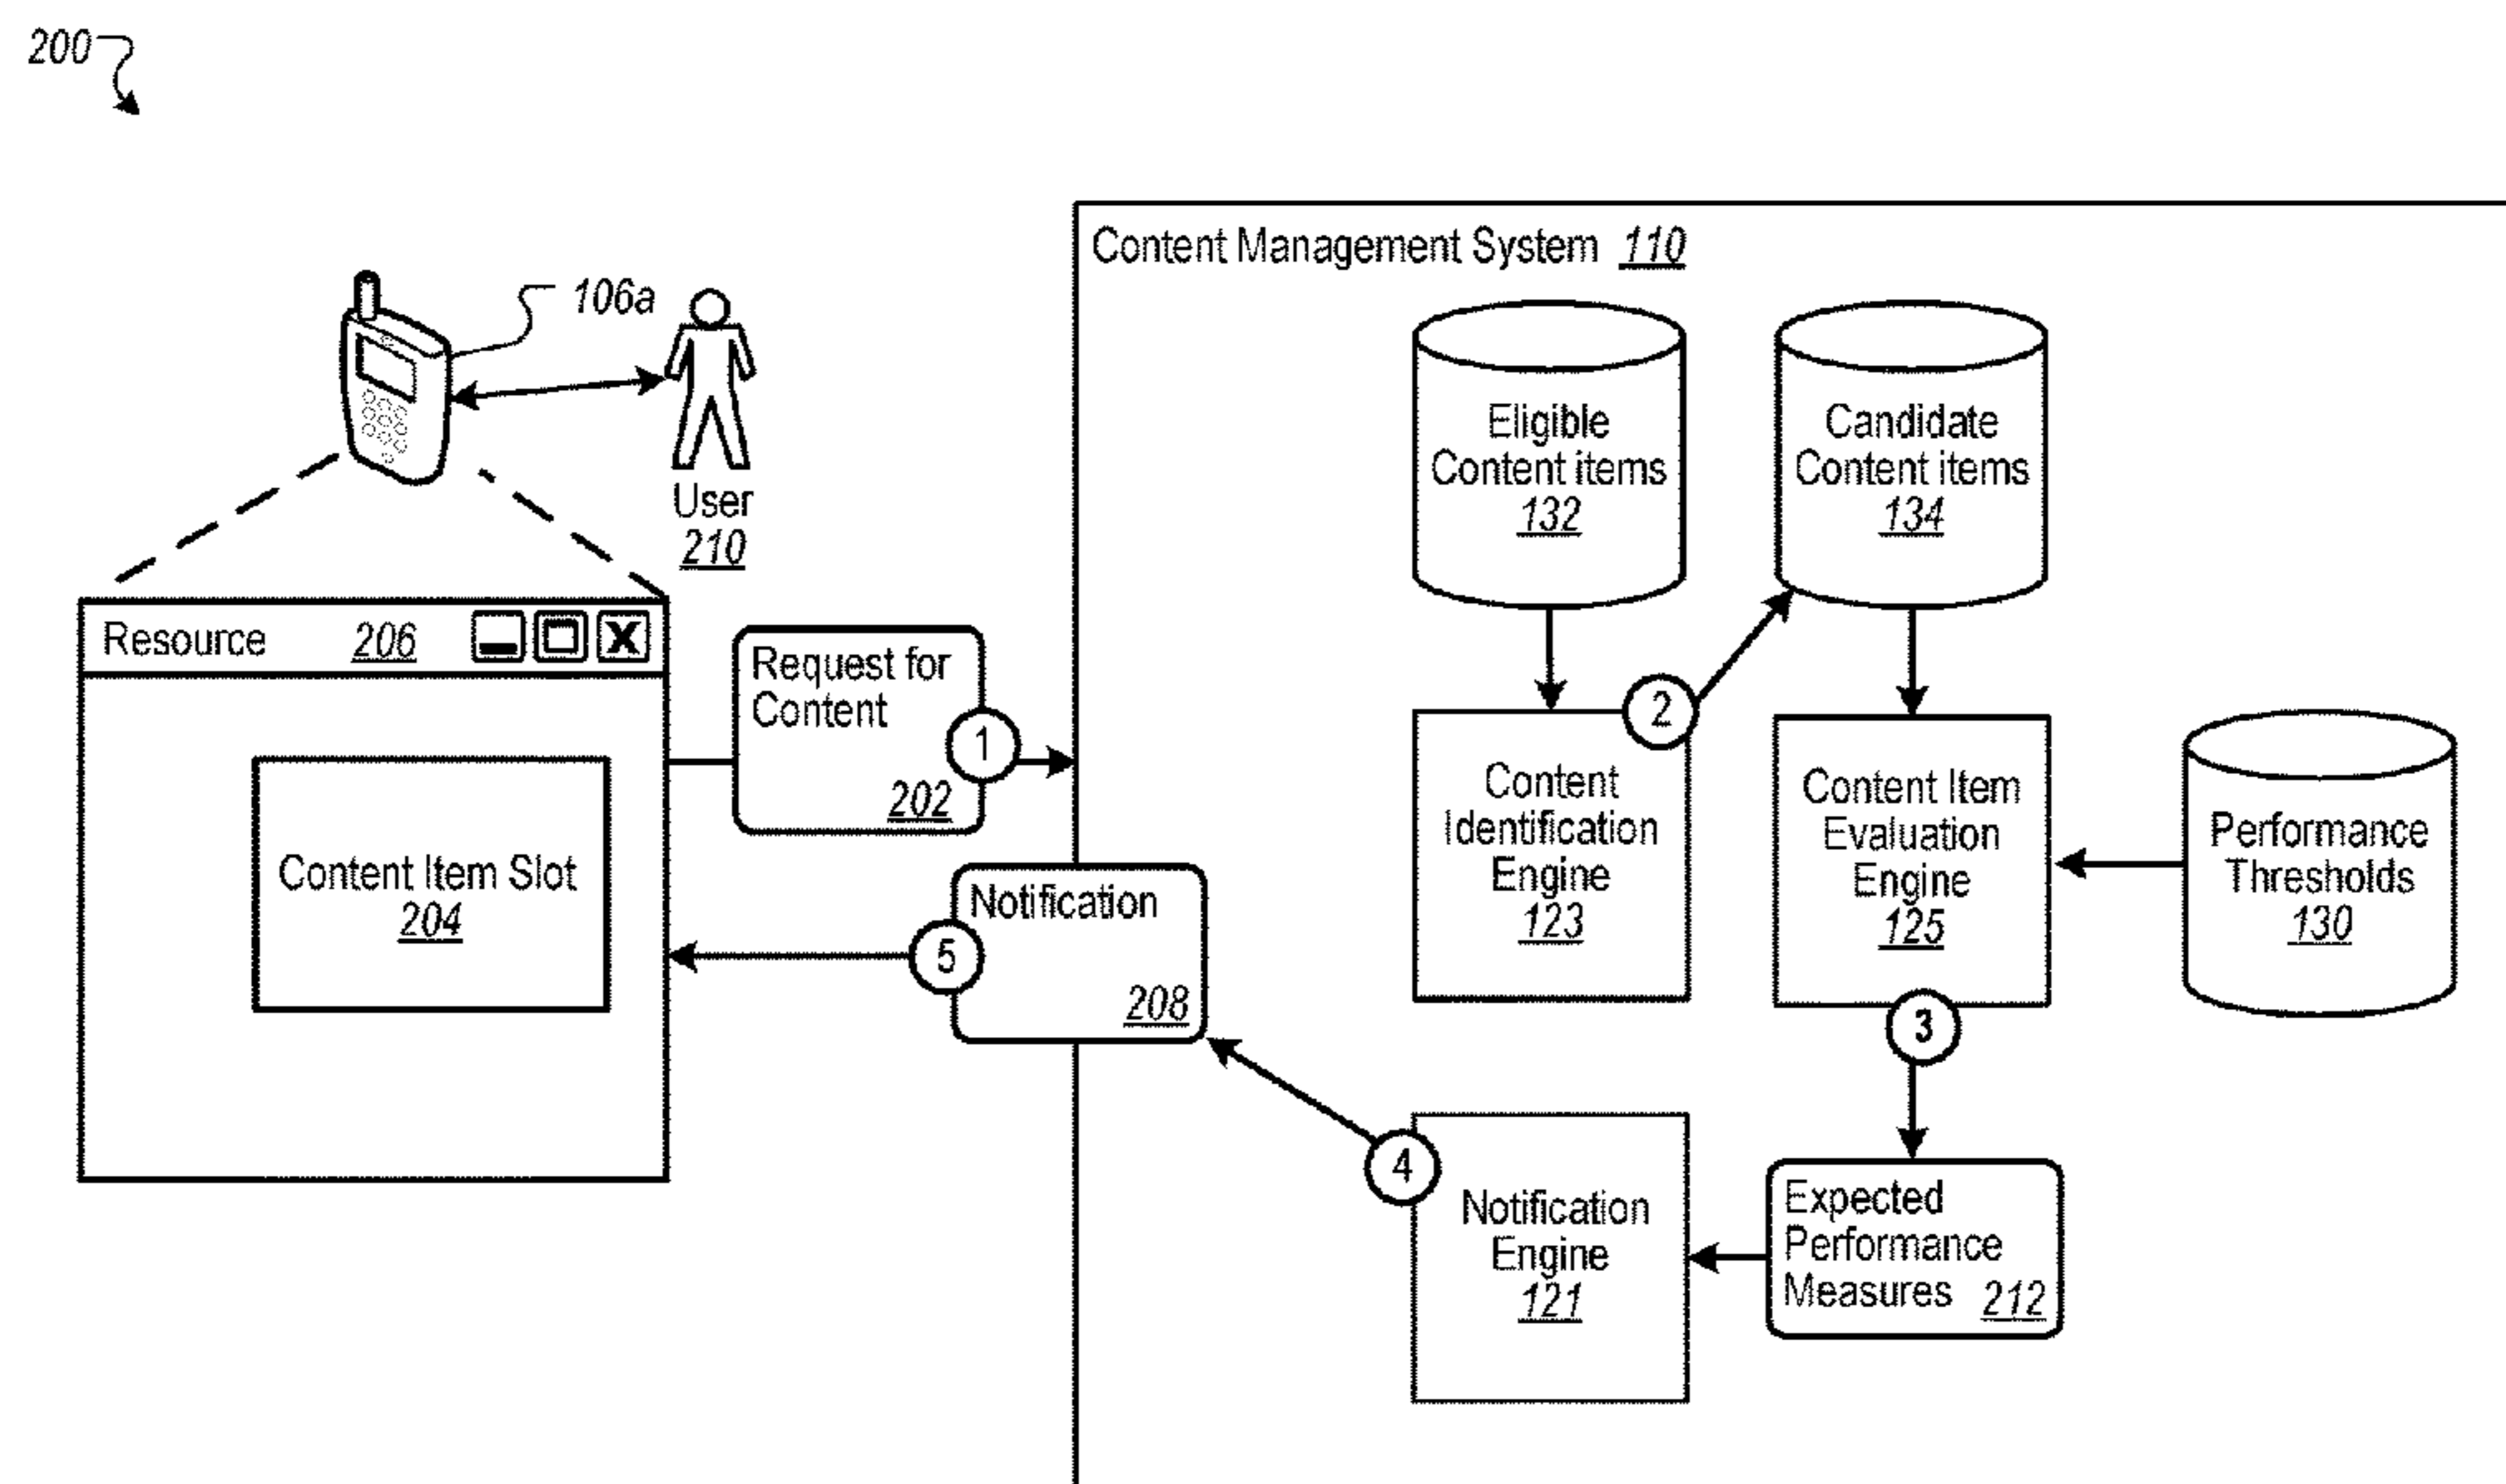 200
Content Management System 110
106a
User
210
Eligible
Content items
132
Candidate
Content items
134
Resource 206
X
Request for
Content
202
1
2
Content Item Slot
204
Notification
208
5
Content
Identification
Engine
123
Content Item
Evaluation
Engine
125
Performance
Thresholds
130
3
4
Notification
Engine
121
Expected
Performance
Measures 212